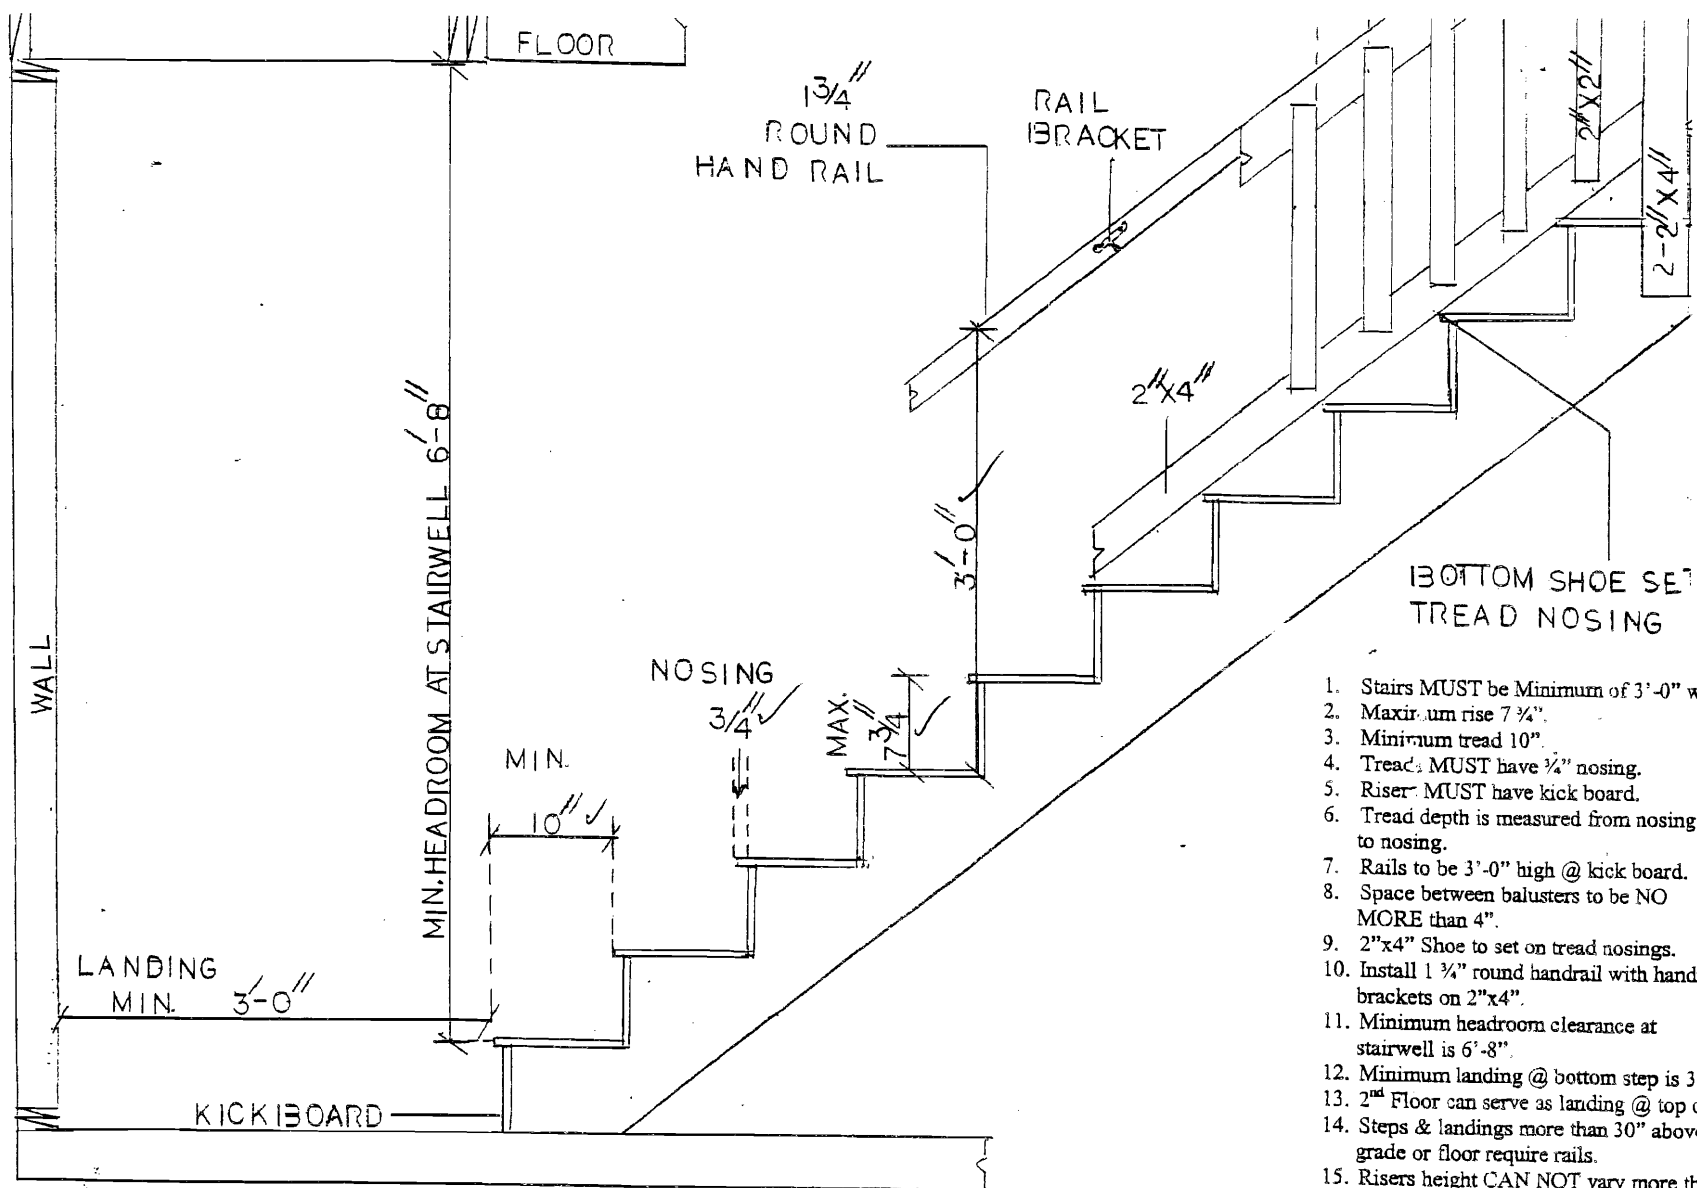 FLOOR
1 3/4"
ROUND
HAND RAIL
RAIL
BRACKET
2"X2"
2-2"X4"
2"X4"
MIN. HEADROOM AT STAIRWELL 6'-8"
3'-0"
BOTTOM SHOE SET
TREAD NOSING
WALL
NOSING
3/4"
MAX.
7 3/4"
MIN.
10"
LANDING
MIN. 3'-0"
KICKBOARD
1. Stairs MUST be Minimum of 3'-0" w
2. Maximum rise 7 ¾".
3. Minimum tread 10".
4. Treads MUST have ¾" nosing.
5. Riser MUST have kick board.
6. Tread depth is measured from nosing
to nosing.
7. Rails to be 3'-0" high @ kick board.
8. Space between balusters to be NO
MORE than 4".
9. 2"x4" Shoe to set on tread nosings.
10. Install 1 ¾" round handrail with hand
brackets on 2"x4".
11. Minimum headroom clearance at
stairwell is 6'-8".
12. Minimum landing @ bottom step is 3
13. 2nd Floor can serve as landing @ top
14. Steps & landings more than 30" above
grade or floor require rails.
15. Risers height CAN NOT vary more